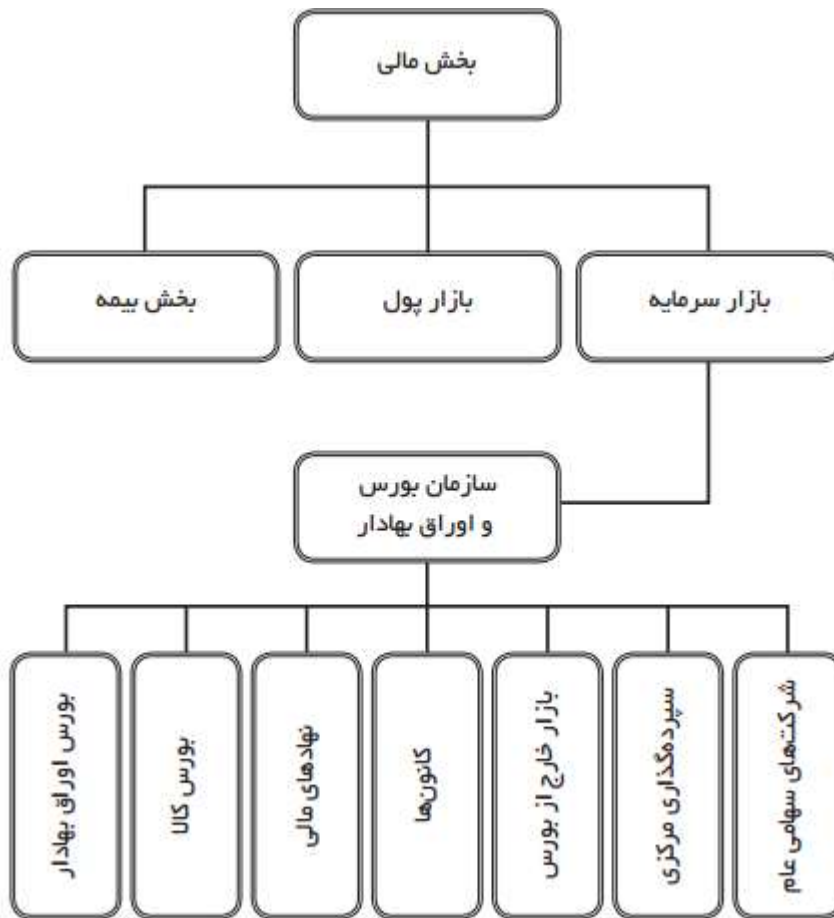 بخش مالی
بازار سرمایه
بازار پول
بخش بیمه
سازمان بورس
و اوراق بهادار
شرکت‌های سهامی عام
سپرده‌گذاری مرکزی
بازار خارج از بورس
کانون‌ها
نهادهای مالی
بورس کالا
بورس اوراق بهادار